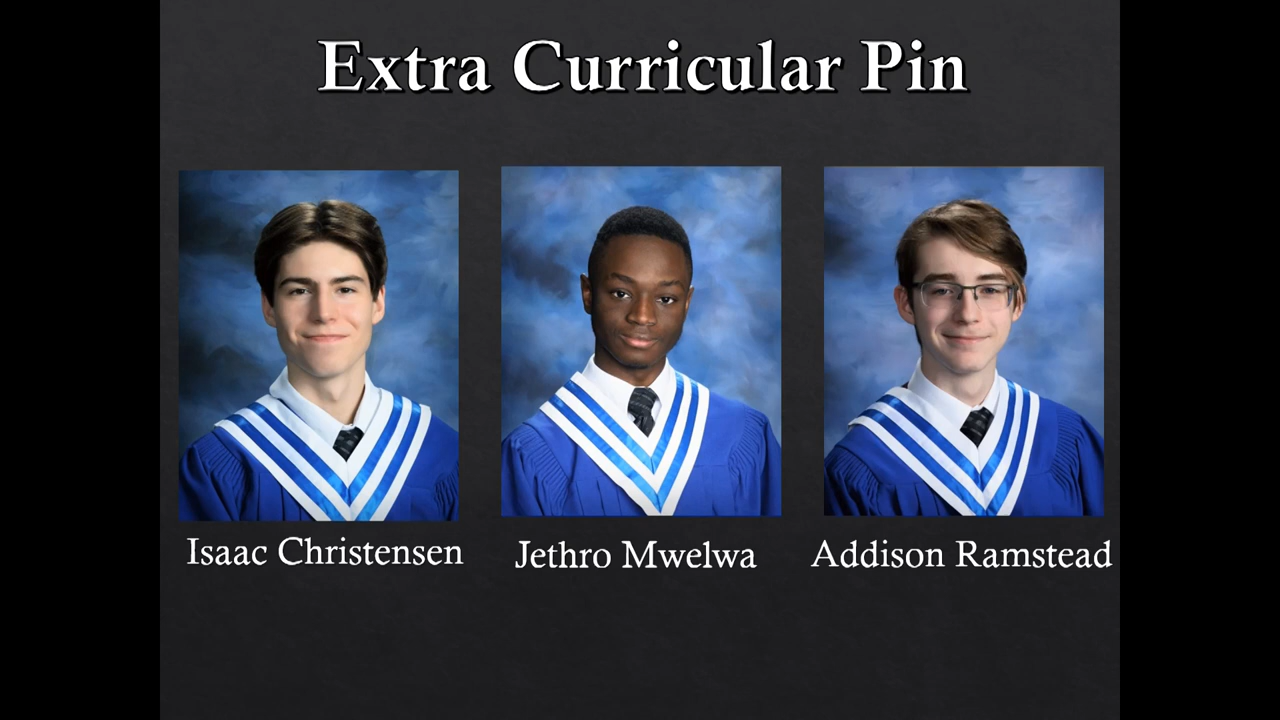 Extra Curricular Pin
Isaac Christensen
Jethro Mwelwa
Addison Ramstead